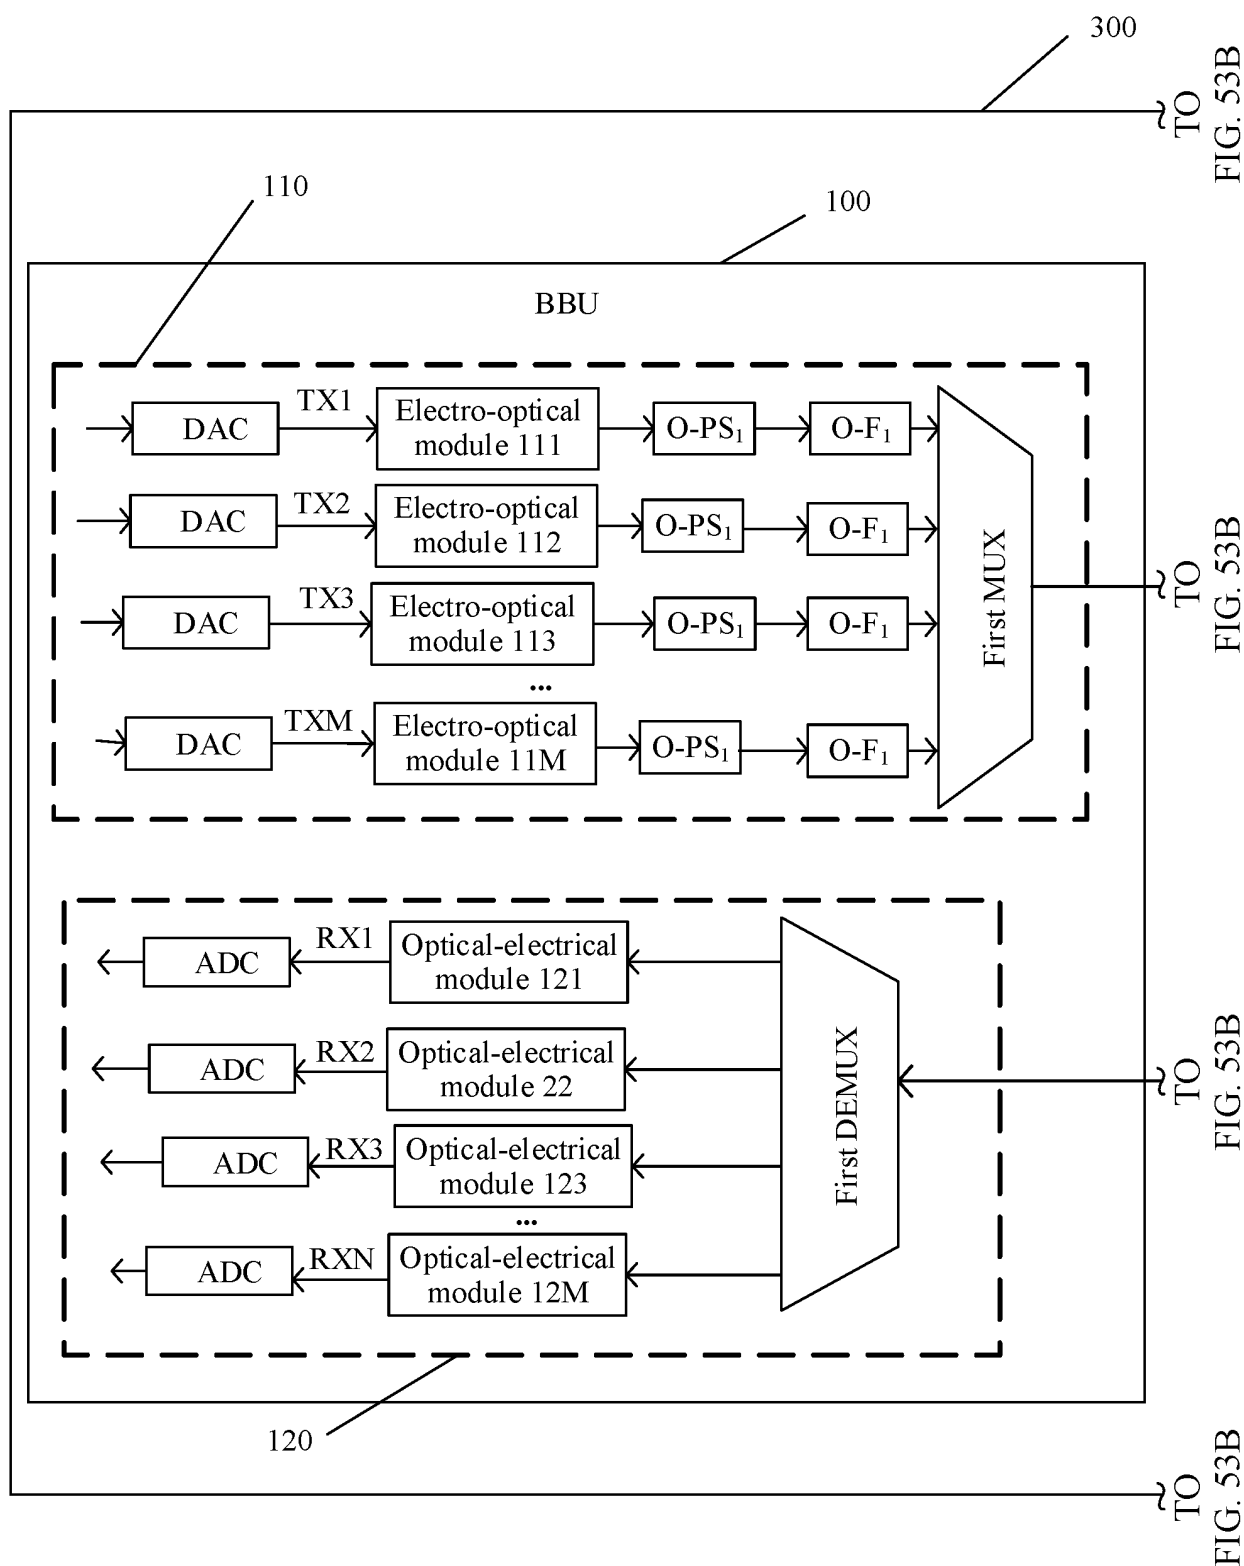 300
TO
FIG. 53B
110
100
BBU
DAC
TX1
Electro-optical
module 111
O-PS1
O-F1
DAC
TX2
Electro-optical
module 112
O-PS1
O-F1
DAC
TX3
Electro-optical
module 113
O-PS1
O-F1
...
DAC
TXM
Electro-optical
module 11M
O-PS1
O-F1
First MUX
TO
FIG. 53B
ADC
RX1
Optical-electrical
module 121
ADC
RX2
Optical-electrical
module 22
ADC
RX3
Optical-electrical
module 123
...
ADC
RXN
Optical-electrical
module 12M
First DEMUX
TO
FIG. 53B
120
TO
FIG. 53B